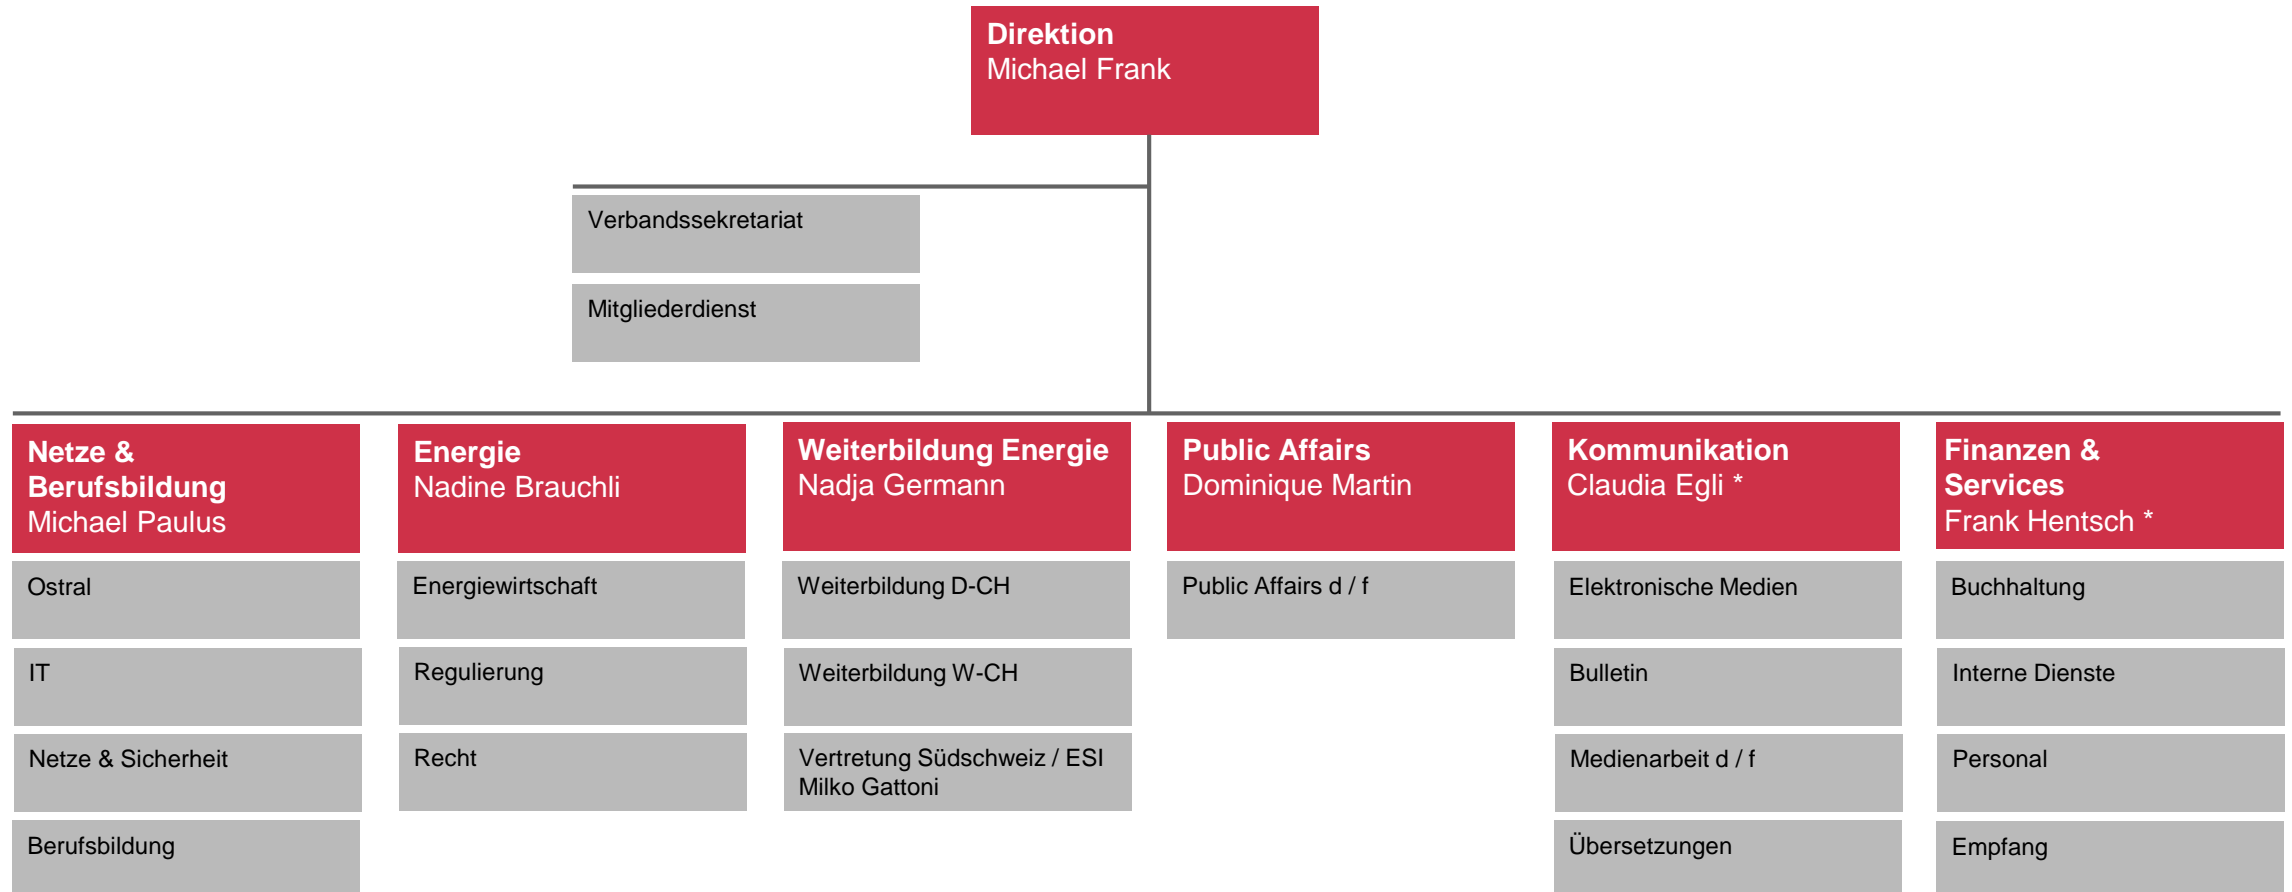 Direktion
Michael Frank
Verbandssekretariat
Mitgliederdienst
Netze &
Berufsbildung
Michael Paulus
Ostral
IT
Netze & Sicherheit
Berufsbildung
Energie
Nadine Brauchli
Energiewirtschaft
Regulierung
Recht
Weiterbildung Energie
Nadja Germann
Weiterbildung D-CH
Weiterbildung W-CH
Vertretung Südschweiz / ESI
Milko Gattoni
Public Affairs
Dominique Martin
Public Affairs d / f
Kommunikation
Claudia Egli *
Elektronische Medien
Bulletin
Medienarbeit d / f
Übersetzungen
Finanzen &
Services
Frank Hentsch *
Buchhaltung
Interne Dienste
Personal
Empfang